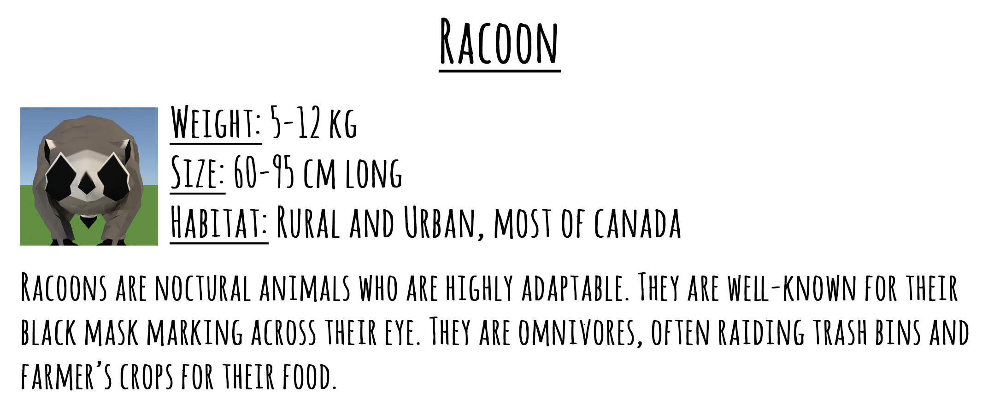 Racoon
Weight: 5-12 kg
Size: 60-95 cm long
Habitat: Rural and Urban, most of canada
Racoons are noctural animals who are highly adaptable. They are well-known for their
black mask marking across their eye. They are omnivores, often raiding trash bins and
farmer's crops for their food.